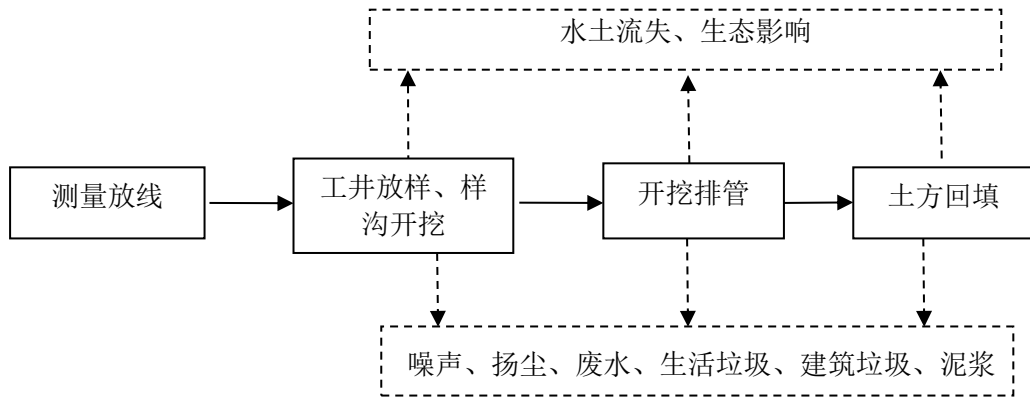 水土流失、生态影响
测量放线
工井放样、样
沟开挖
开挖排管
土方回填
噪声、扬尘、废水、生活垃圾、建筑垃圾、泥浆